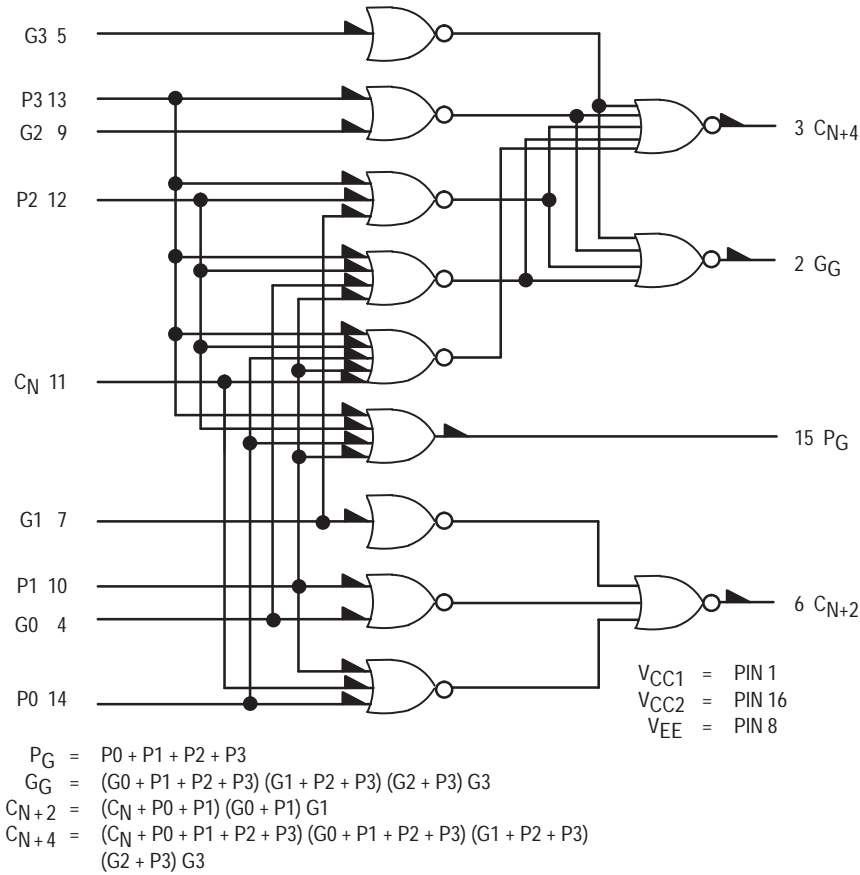 G3 5
P3 13
G2 9
3 CN+4
P2 12
2 GG
CN 11
15 PG
G1 7
P1 10
6 CN+2
G0 4
P0 14
VCC1 = PIN 1
VCC2 = PIN 16
VEE = PIN 8
PG = P0 + P1 + P2 + P3
GG = (G0 + P1 + P2 + P3) (G1 + P2 + P3) (G2 + P3) G3
CN+2 = (CN + P0 + P1) (G0 + P1) G1
CN+4 = (CN + P0 + P1 + P2 + P3) (G0 + P1 + P2 + P3) (G1 + P2 + P3)
(G2 + P3) G3